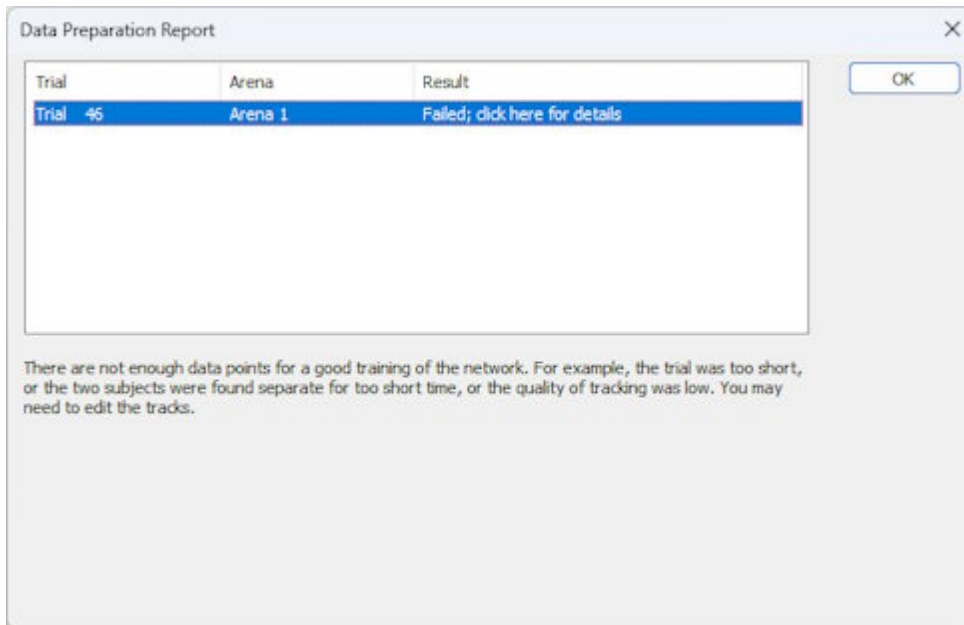 Data Preparation Report
OK
Trial Arena Result
Trial 46 Arena 1 Failed; click here for details
There are not enough data points for a good training of the network. For example, the trial was too short,
or the two subjects were found separate for too short time, or the quality of tracking was low. You may
need to edit the tracks.